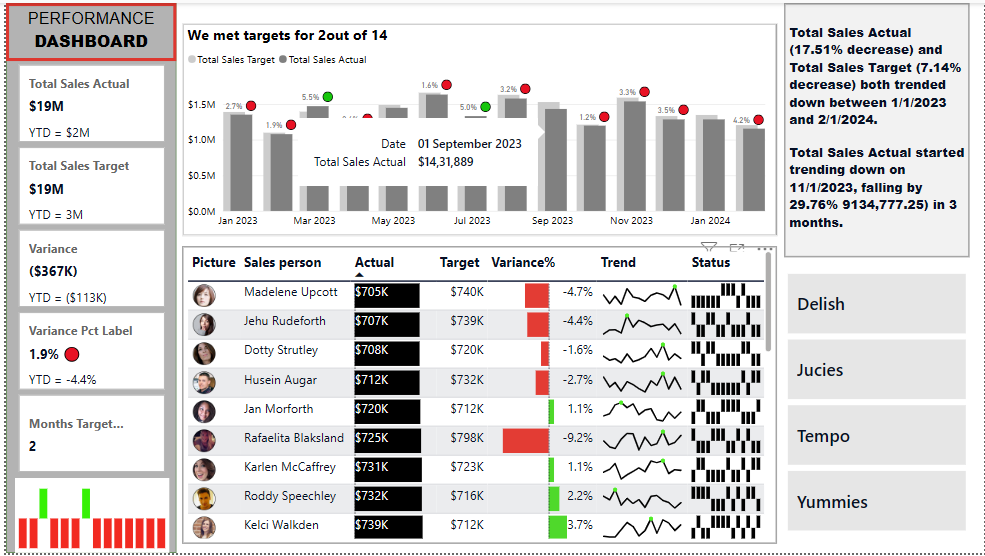 PERFORMANCE
DASHBOARD
Total Sales Actual
$19M
YTD = $2M
Total Sales Target
$19M
YTD = 3M
Variance
($367K)
YTD = ($113K)
Variance Pct Label
1.9%
YTD = -4.4%
Months Target...
2
We met targets for 2out of 14
Total Sales Target Total Sales Actual
$1.5M
$1.0M
$0.5M
$0.0M
2.7%
1.9%
5.5%
1.6%
5.0%
3.2%
1.2%
3.3%
3.5%
4.2%
Date 01 September 2023
Total Sales Actual $14,31,889
Jan 2023 Mar 2023 May 2023 Jul 2023 Sep 2023 Nov 2023 Jan 2024
Picture Sales person Actual Target Variance% Trend Status
Madelene Upcott $705K $740K -4.7%
Jehu Rudeforth $707K $739K -4.4%
Dotty Strutley $708K $720K -1.6%
Husein Augar $712K $732K -2.7%
Jan Morforth $720K $712K 1.1%
Rafaelita Blaksland $725K $798K -9.2%
Karlen McCaffrey $731K $723K 1.1%
Roddy Speechley $732K $716K 2.2%
Kelci Walkden $739K $712K 3.7%
Total Sales Actual
(17.51% decrease) and
Total Sales Target (7.14%
decrease) both trended
down between 1/1/2023
and 2/1/2024.
Total Sales Actual started
trending down on
11/1/2023, falling by
29.76% 9134,777.25) in 3
months.
Delish
Jucies
Tempo
Yummies